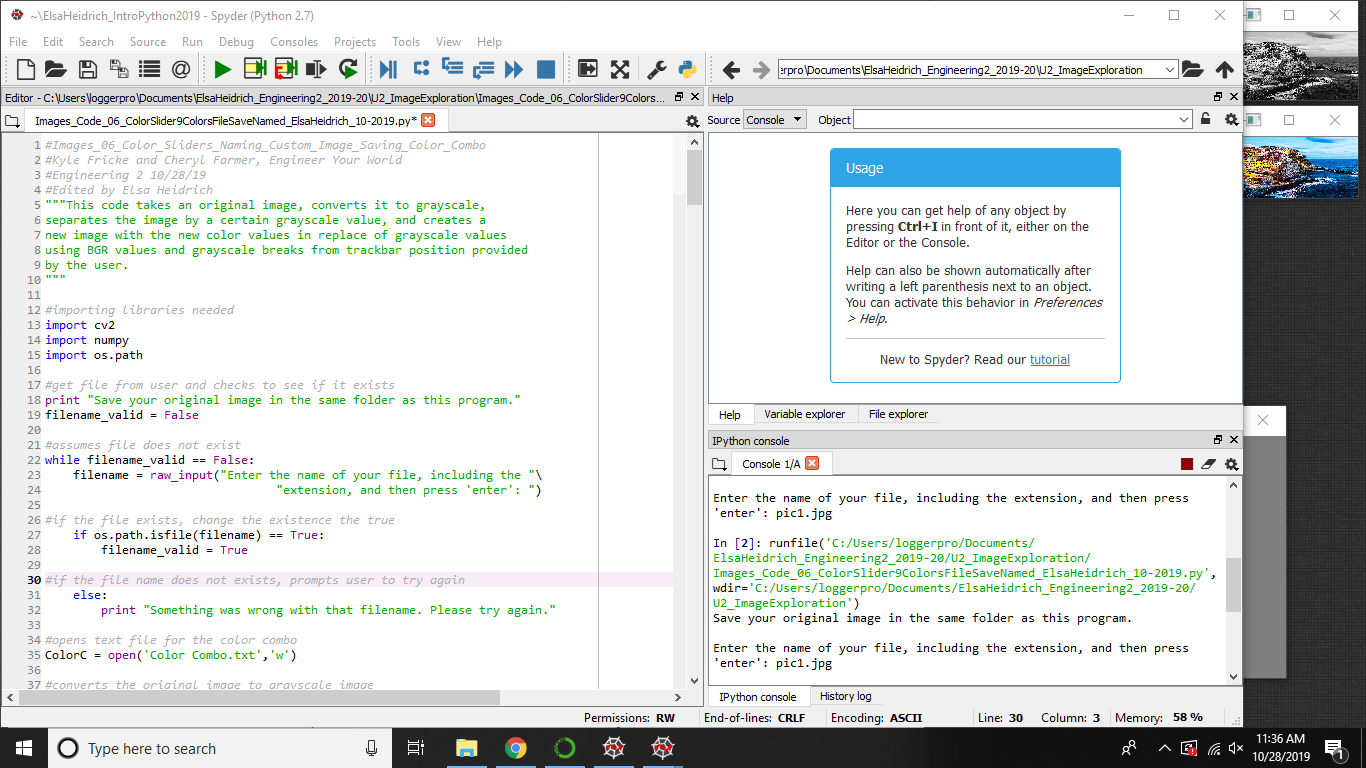 ~\ElsaHeidrich_IntroPython2019 - Spyder (Python 2.7)
File Edit Search Source Run Debug Consoles Projects Tools View Help
:rpro\Documents\ElsaHeidrich_Engineering2_2019-20\U2_ImageExploration
Editor - C:\Users\loggerpro\Documents\ElsaHeidrich_Engineering2_2019-20\U2_ImageExploration\Images_Code_06_ColorSlider9Colors...
Images_Code_06_ColorSlider9ColorsFileSaveNamed_ElsaHeidrich_10-2019.py*
1 #Images_06_Color_Sliders_Naming_Custom_Image_Saving_Color_Combo
2 #Kyle Fricke and Cheryl Farmer, Engineer Your World
3 #Engineering 2 10/28/19
4 #Edited by Elsa Heidrich
5 """This code takes an original image, converts it to grayscale,
6 separates the image by a certain grayscale value, and creates a
7 new image with the new color values in replace of grayscale values
8 using BGR values and grayscale breaks from trackbar position provided
9 by the user.
10 """
11
12 #importing libraries needed
13 import cv2
14 import numpy
15 import os.path
16
17 #get file from user and checks to see if it exists
18 print "Save your original image in the same folder as this program."
19 filename_valid = False
20
21 #assumes file does not exist
22 while filename_valid == False:
23 filename = raw_input("Enter the name of your file, including the "\
24 "extension, and then press 'enter': ")
25
26 #if the file exists, change the existence the true
27 if os.path.isfile(filename) == True:
28 filename_valid = True
29
30 #if the file name does not exists, prompts user to try again
31 else:
32 print "Something was wrong with that filename. Please try again."
33
34 #opens text file for the color combo
35 ColorC = open('Color Combo.txt','w')
36
37 #converts the original image to grayscale image
Help
Source Console Object
Usage
Here you can get help of any object by
pressing Ctrl+I in front of it, either on the
Editor or the Console.
Help can also be shown automatically after
writing a left parenthesis next to an object.
You can activate this behavior in Preferences
> Help.
New to Spyder? Read our tutorial
Help Variable explorer File explorer
IPython console
Console 1/A
Enter the name of your file, including the extension, and then press
'enter': pic1.jpg
In [2]: runfile('C:/Users/loggerpro/Documents/
ElsaHeidrich_Engineering2_2019-20/U2_ImageExploration/
Images_Code_06_ColorSlider9ColorsFileSaveNamed_ElsaHeidrich_10-2019.py',
wdir='C:/Users/loggerpro/Documents/ElsaHeidrich_Engineering2_2019-20/
U2_ImageExploration')
Save your original image in the same folder as this program.
Enter the name of your file, including the extension, and then press
'enter': pic1.jpg
IPython console History log
Permissions: RW End-of-lines: CRLF Encoding: ASCII Line: 30 Column: 3 Memory: 58 %
Type here to search
11:36 AM
10/28/2019
1